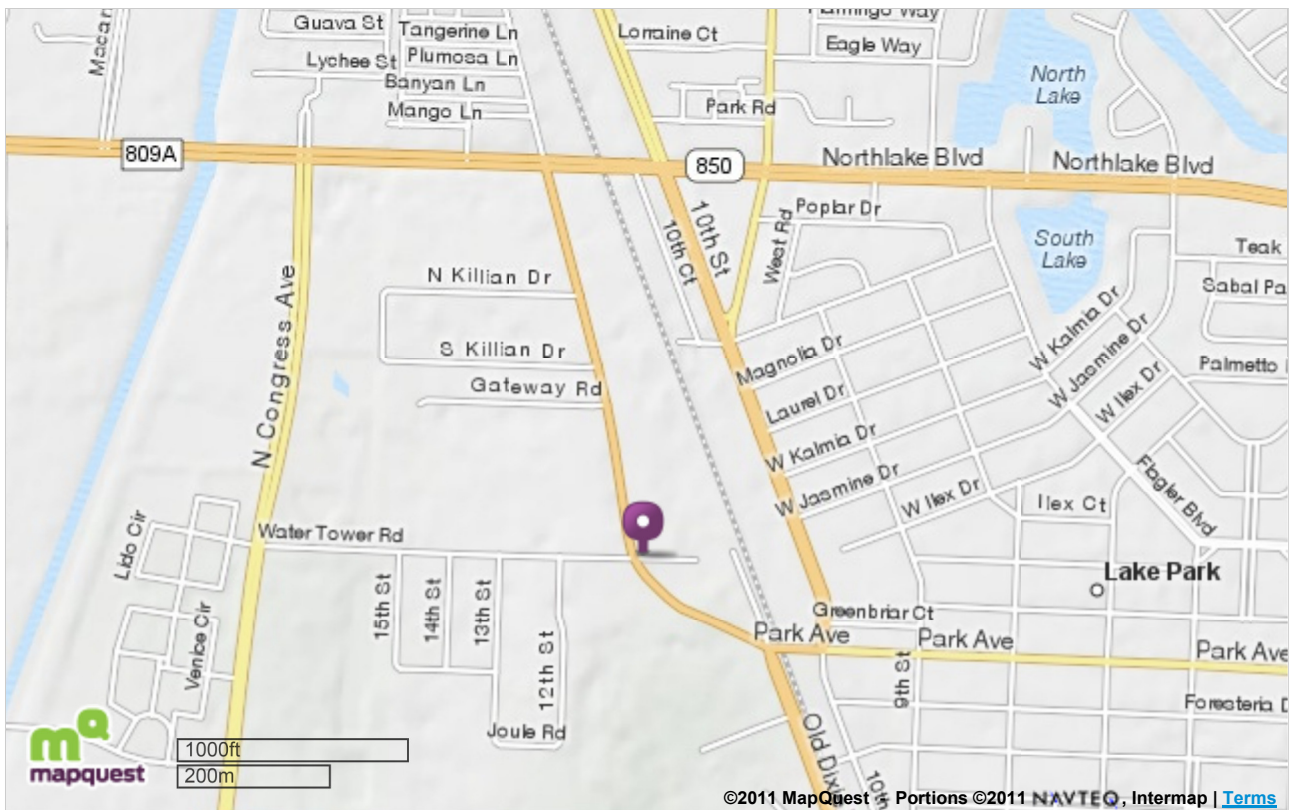 Macan
Guava St
Tangerine Ln
Lychee St
Plumosa Ln
Banyan Ln
Mango Ln
Lorraine Ct
Flamingo Way
Eagle Way
Park Rd
North
Lake
809A
850
Northlake Blvd
Northlake Blvd
10th St
10th Ct
West Rd
Poplar Dr
South
Lake
Teak
Sabal Pa
N Killian Dr
S Killian Dr
Gateway Rd
N Congress Ave
Magnolia Dr
Laurel Dr
W Kalmia Dr
W Jasmine Dr
W Ilex Dr
W Kalmia Dr
W Jasmine Dr
W Ilex Dr
Palmetto
Flagler Blvd
Ilex Ct
Lido Cir
Water Tower Rd
15th St
14th St
13th St
12th St
Venice Cir
Joule Rd
Lake Park
Greenbriar Ct
Park Ave
Park Ave
Park Ave
9th St
Foresteria D
Old Dixi
10th
mapquest
1000ft
200m
©2011 MapQuest - Portions ©2011 NAVTEQ, Intermap | Terms